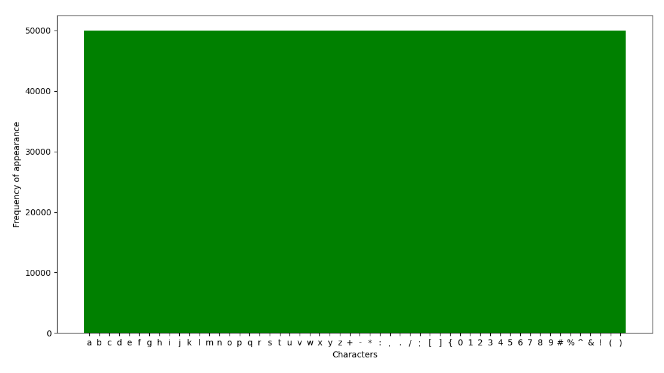 50000
40000
30000
20000
10000
0
Frequency of appearance
a b c d e f g h i j k l m n o p q r s t u v w x y z + - * : , . / ; [ ] { 0 1 2 3 4 5 6 7 8 9 # % ^ & ! ( )
Characters